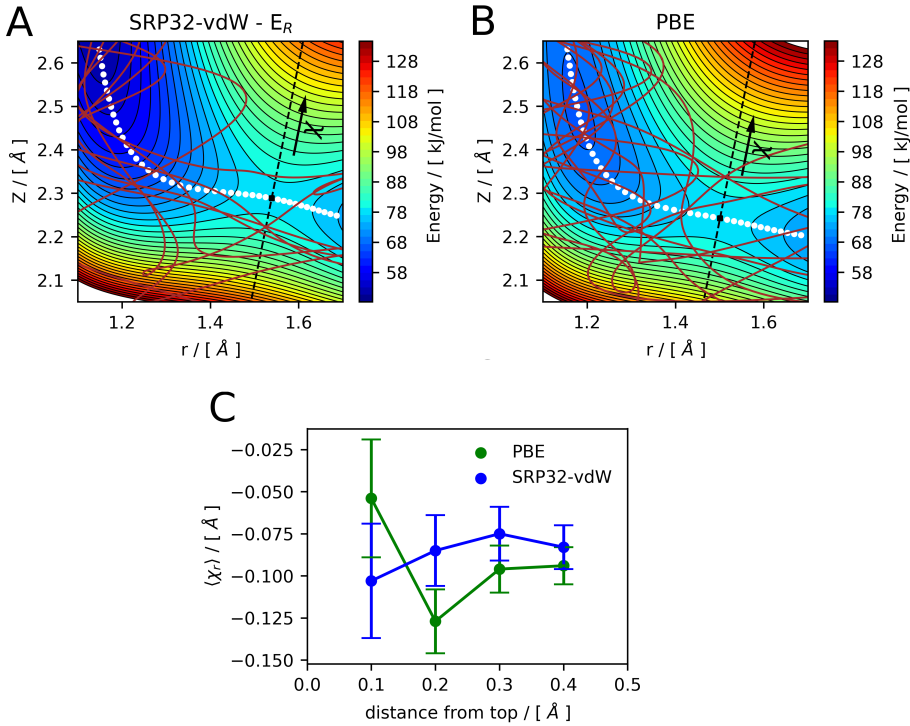 A
SRP32-vdW - E_R
B
PBE
2.6
2.5
2.4
2.3
2.2
2.1
Z / [ Å ]
1.2
1.4
1.6
r / [ Å ]
χ
128
118
108
98
88
78
68
58
Energy / [ kJ/mol ]
2.6
2.5
2.4
2.3
2.2
2.1
Z / [ Å ]
1.2
1.4
1.6
r / [ Å ]
χ
128
118
108
98
88
78
68
58
Energy / [ kJ/mol ]
C
PBE
SRP32-vdW
−0.025
−0.050
−0.075
−0.100
−0.125
−0.150
⟨χ_r⟩ / [ Å ]
0.0
0.1
0.2
0.3
0.4
0.5
distance from top / [ Å ]